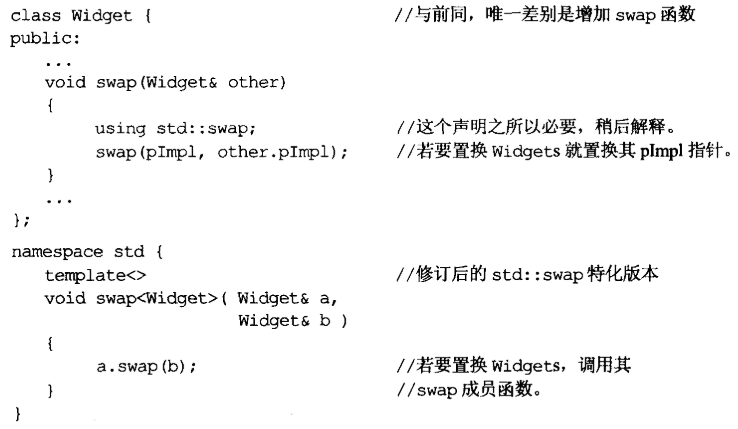 class Widget { //与前同，唯一差别是增加 swap 函数
public:
...
void swap(Widget& other)
{
using std::swap; //这个声明之所以必要，稍后解释。
swap(pImpl, other.pImpl); //若要置换 Widgets 就置换其 pImpl 指针。
}
...
};
namespace std {
template<> //修订后的 std::swap 特化版本
void swap<Widget>( Widget& a,
Widget& b )
{
a.swap(b); //若要置换 Widgets，调用其
} //swap 成员函数。
}